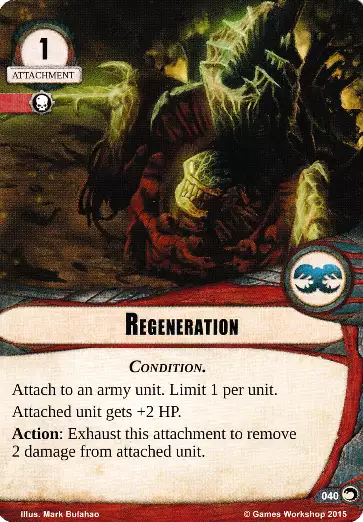 1
ATTACHMENT
REGENERATION
CONDITION.
Attach to an army unit. Limit 1 per unit.
Attached unit gets +2 HP.
Action: Exhaust this attachment to remove
2 damage from attached unit.
040
Illus. Mark Bulahao
© Games Workshop 2015